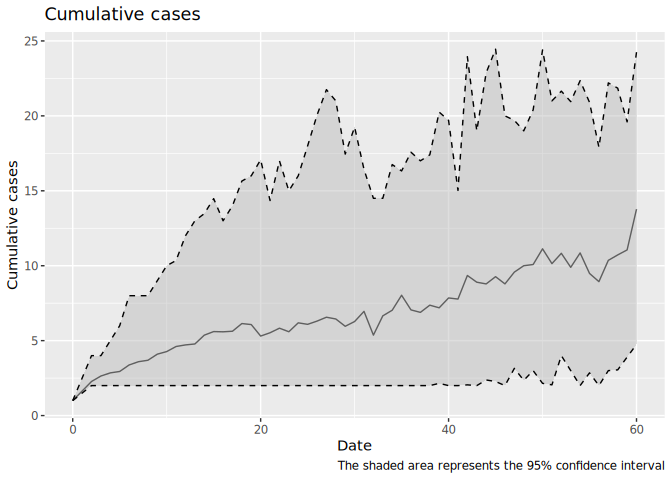 Cumulative cases
Cumulative cases
25
20
15
10
5
0
0
20
40
60
Date
The shaded area represents the 95% confidence interval